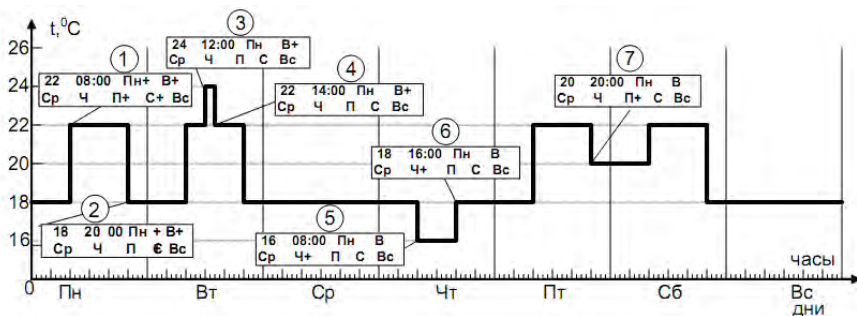 t,⁰C
26
24
22
20
18
16
0
1
22 08:00 Пн+ В+
Ср Ч П+ С+ Вс
2
18 20 00 Пн + В+
Ср Ч П С Вс
3
24 12:00 Пн В+
Ср Ч П С Вс
4
22 14:00 Пн В+
Ср Ч П С Вс
5
16 08:00 Пн В
Ср Ч+ П С Вс
6
18 16:00 Пн В
Ср Ч+ П С Вс
7
20 20:00 Пн В
Ср Ч П+ С Вс
часы
Пн Вт Ср Чт Пт Сб Вс
дни